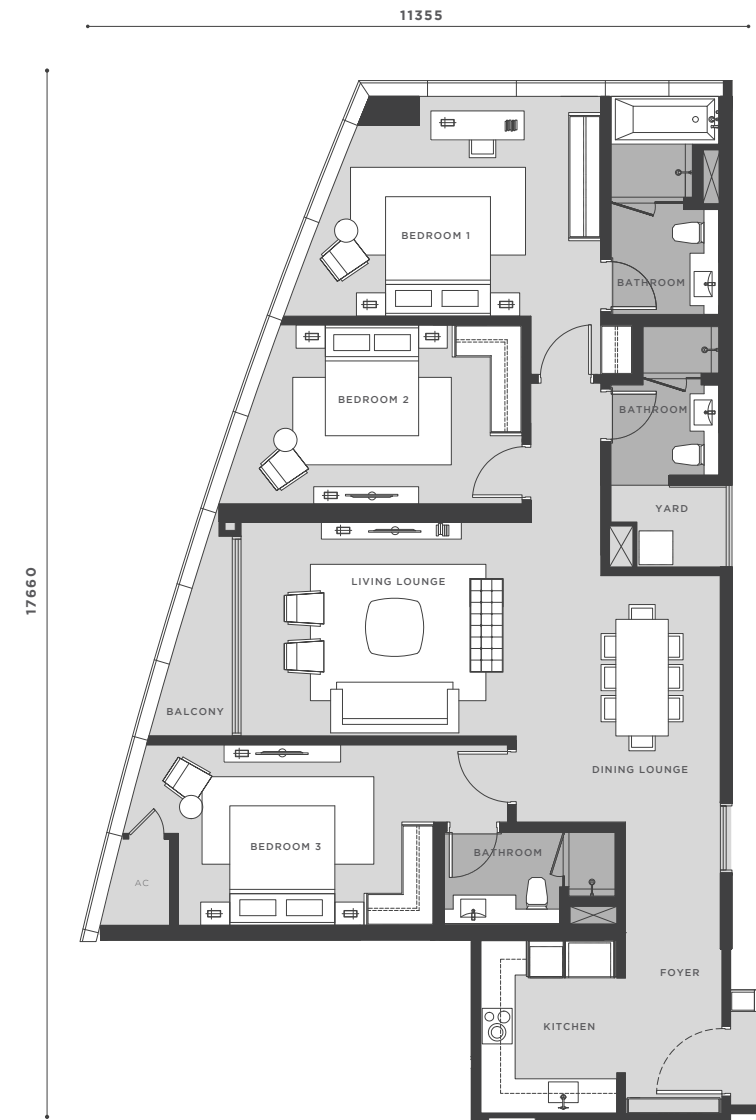 11355
BEDROOM 1
BATHROOM
BEDROOM 2
BATHROOM
YARD
17660
LIVING LOUNGE
BALCONY
DINING LOUNGE
BEDROOM 3
BATHROOM
AC
FOYER
KITCHEN